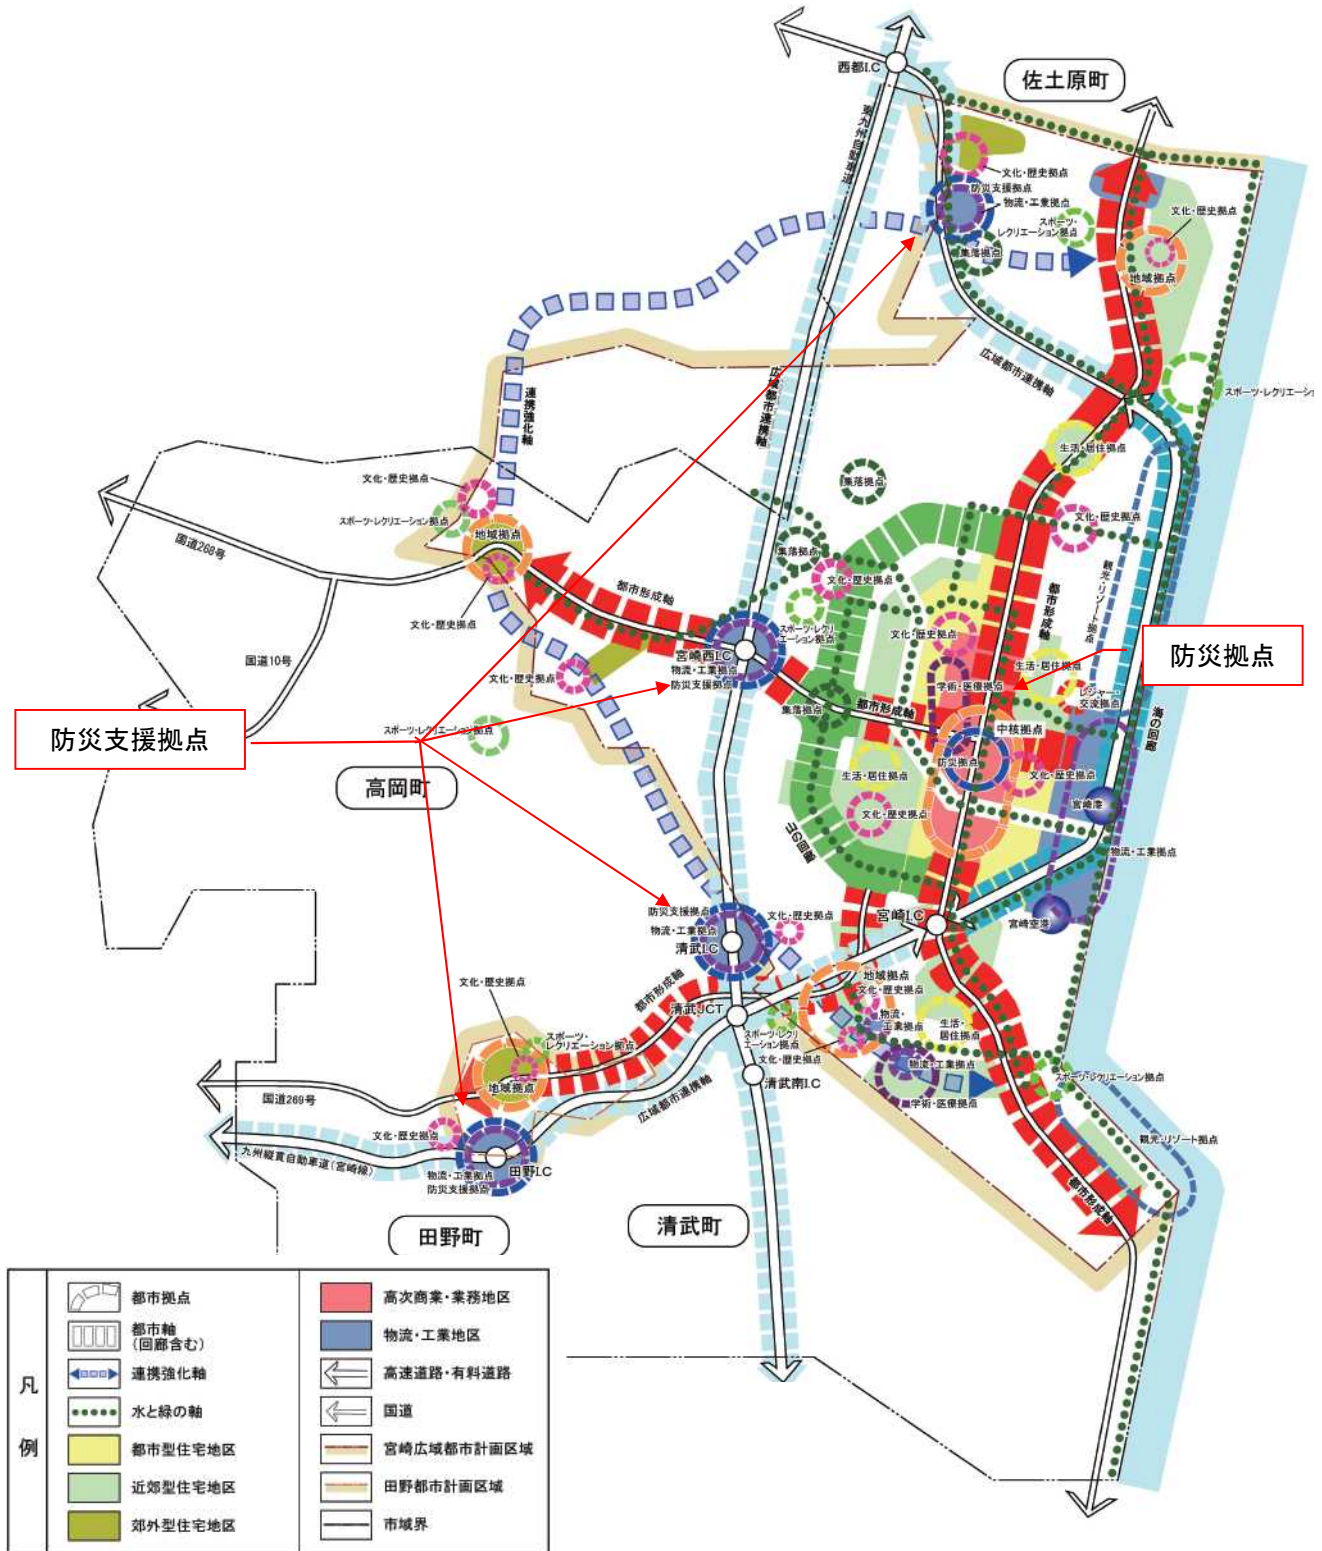 西都I.C
佐土原町
東九州自動車道
文化・歴史拠点
防災支援拠点
物流・工業拠点
文化・歴史拠点
スポーツ・
レクリエーション拠点
集落拠点
地域拠点
広域都市連携軸
広域都市連携軸
連携強化軸
スポーツ・レクリエーショ
生活・居住拠点
文化・歴史拠点
集落拠点
スポーツ・レクリエーション拠点
地域拠点
文化・歴史拠点
国道268号
集落拠点
文化・歴史拠点
観光・リゾート拠点
都市形成軸
都市形成軸
文化・歴史拠点
スポーツ・レクリ
エーション拠点
文化・歴史拠点
国道10号
宮崎西I.C
物流・工業拠点
防災支援拠点
文化・歴史拠点
生活・居住拠点
防災拠点
学術・医療拠点
レジャー・
交流拠点
集落拠点
都市形成軸
中核拠点
海の回廊
防災支援拠点
スポーツ・レクリエーション拠点
防災拠点
高岡町
生活・居住拠点
文化・歴史拠点
宮崎港
文化・歴史拠点
緑の回廊
物流・工業拠点
防災支援拠点
文化・歴史拠点
宮崎I.C
宮崎空港
物流・工業拠点
清武I.C
都市形成軸
地域拠点
文化・歴史拠点
文化・歴史拠点
清武JCT
物流・
工業拠点
生活・
居住拠点
スポーツ・
レクリエーション拠点
スポーツ・レクリ
エーション拠点
文化・歴史拠点
物流・工業拠点
清武南I.C
スポーツ・レクリエーション拠点
地域拠点
国道269号
広域都市連携軸
学術・医療拠点
文化・歴史拠点
観光・リゾート拠点
九州縦貫自動車道(宮崎線)
田野I.C
物流・工業拠点
防災支援拠点
都市形成軸
田野町
清武町
凡例
都市拠点
都市軸
(回廊含む)
連携強化軸
水と緑の軸
都市型住宅地区
近郊型住宅地区
郊外型住宅地区
高次商業・業務地区
物流・工業地区
高速道路・有料道路
国道
宮崎広域都市計画区域
田野都市計画区域
市域界